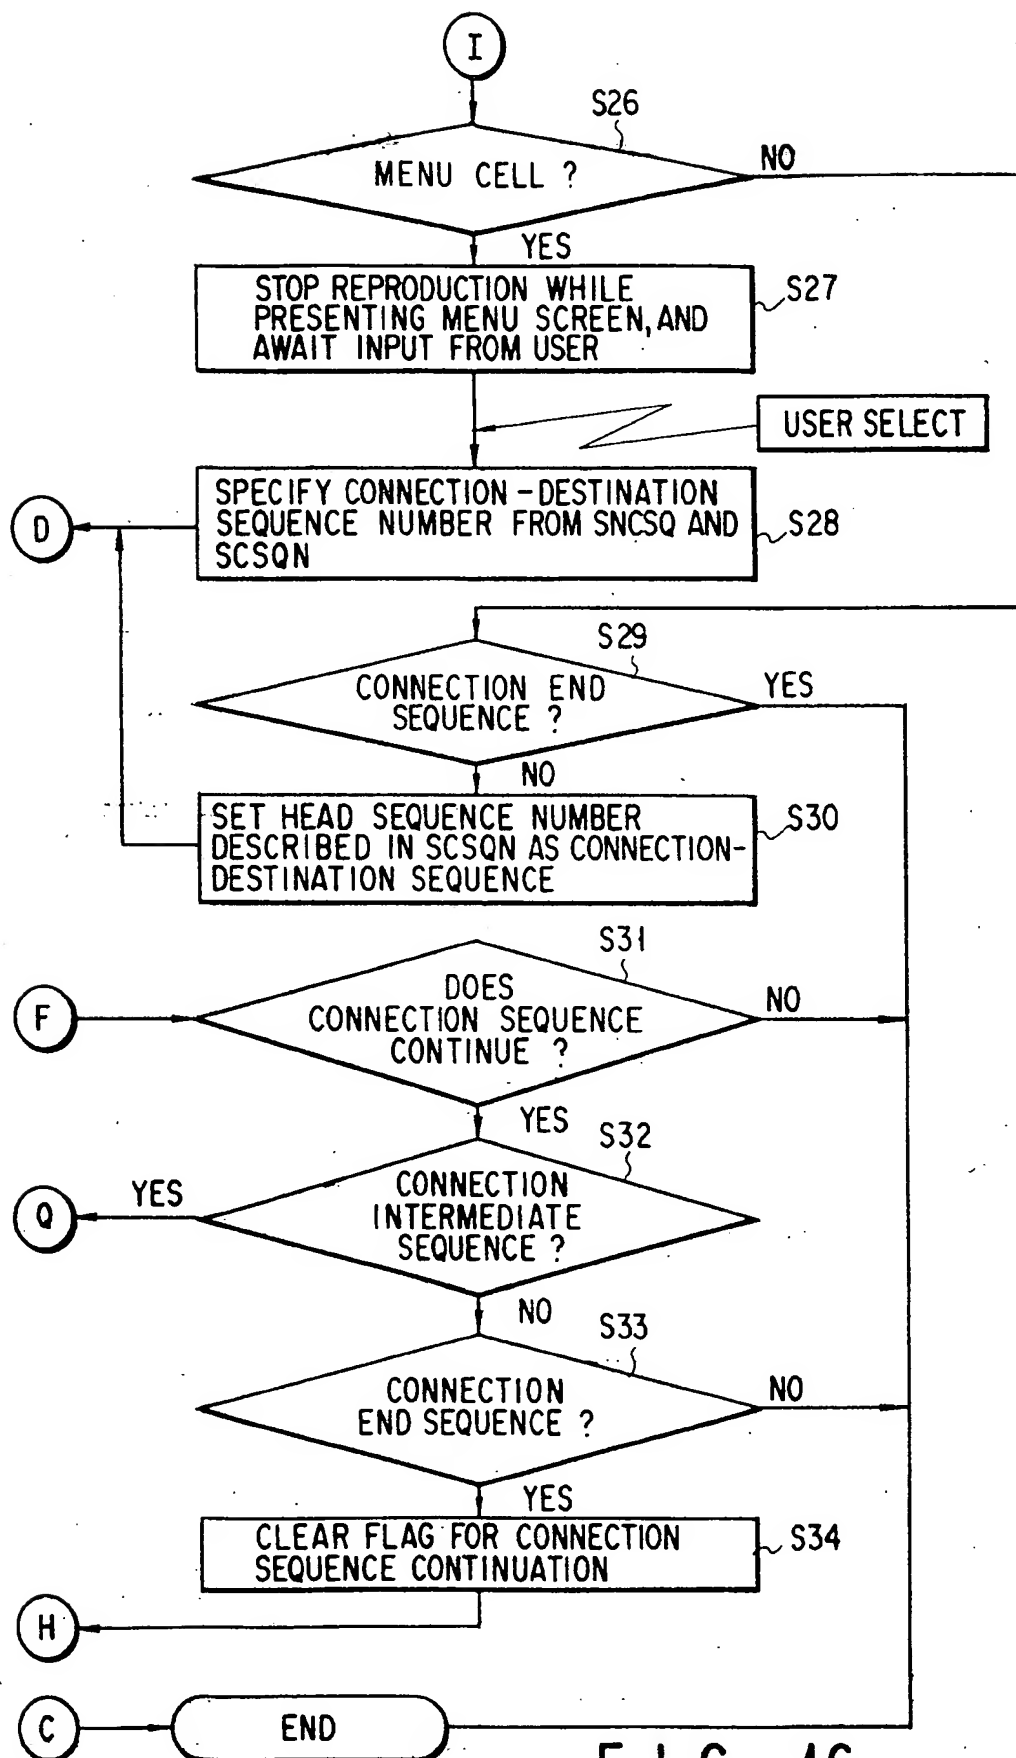 I
S26
MENU CELL ?
NO
YES
STOP REPRODUCTION WHILE
PRESENTING MENU SCREEN, AND
AWAIT INPUT FROM USER
S27
USER SELECT
SPECIFY CONNECTION-DESTINATION
SEQUENCE NUMBER FROM SNCSQ AND
SCSQN
S28
D
S29
CONNECTION END
SEQUENCE ?
YES
NO
SET HEAD SEQUENCE NUMBER
DESCRIBED IN SCSQN AS CONNECTION-
DESTINATION SEQUENCE
S30
S31
F
DOES
CONNECTION SEQUENCE
CONTINUE ?
NO
YES
S32
Q
YES
CONNECTION
INTERMEDIATE
SEQUENCE ?
NO
S33
CONNECTION
END SEQUENCE ?
NO
YES
CLEAR FLAG FOR CONNECTION
SEQUENCE CONTINUATION
S34
H
C
END